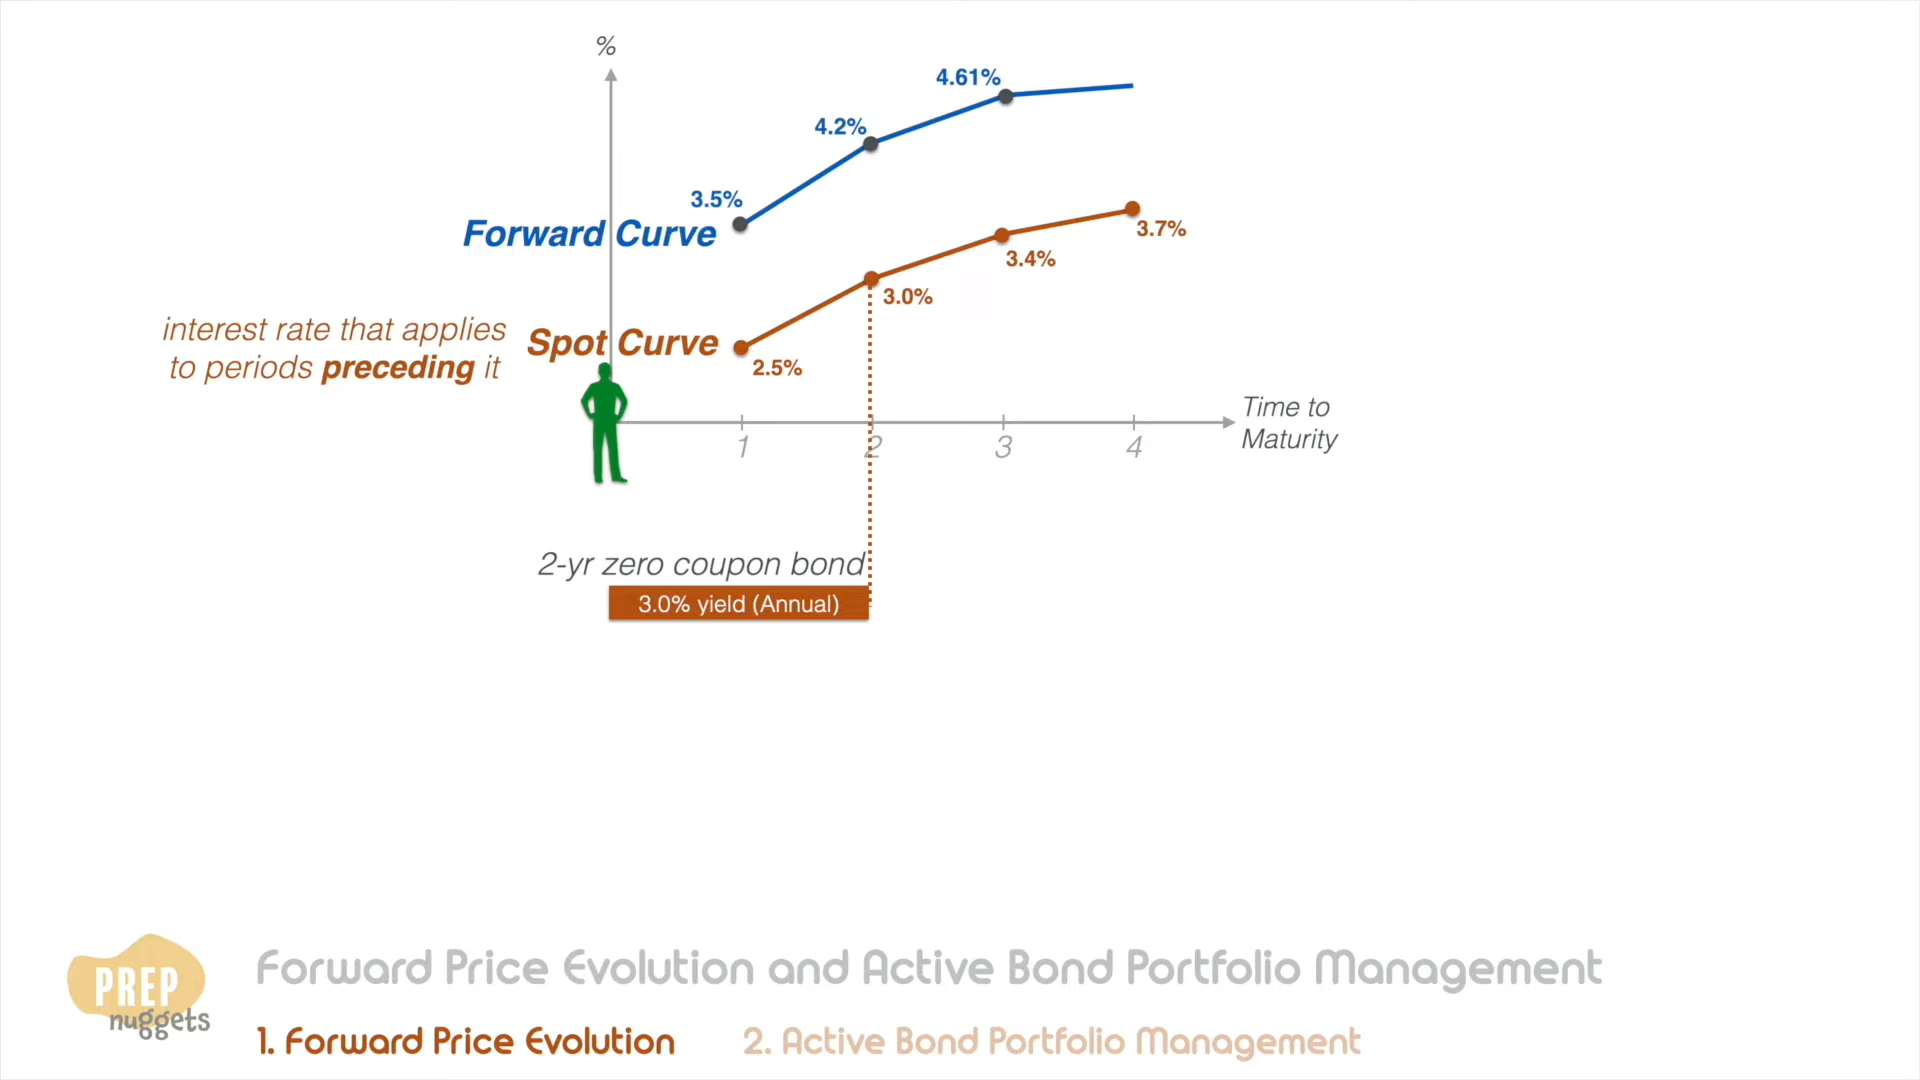 %
4.61%
4.2%
3.5%
Forward Curve
3.7%
3.4%
3.0%
interest rate that applies
to periods preceding it
Spot Curve
2.5%
Time to
Maturity
1 2 3 4
2-yr zero coupon bond
3.0% yield (Annual)
PREP
nuggets
Forward Price Evolution and Active Bond Portfolio Management
1. Forward Price Evolution 2. Active Bond Portfolio Management